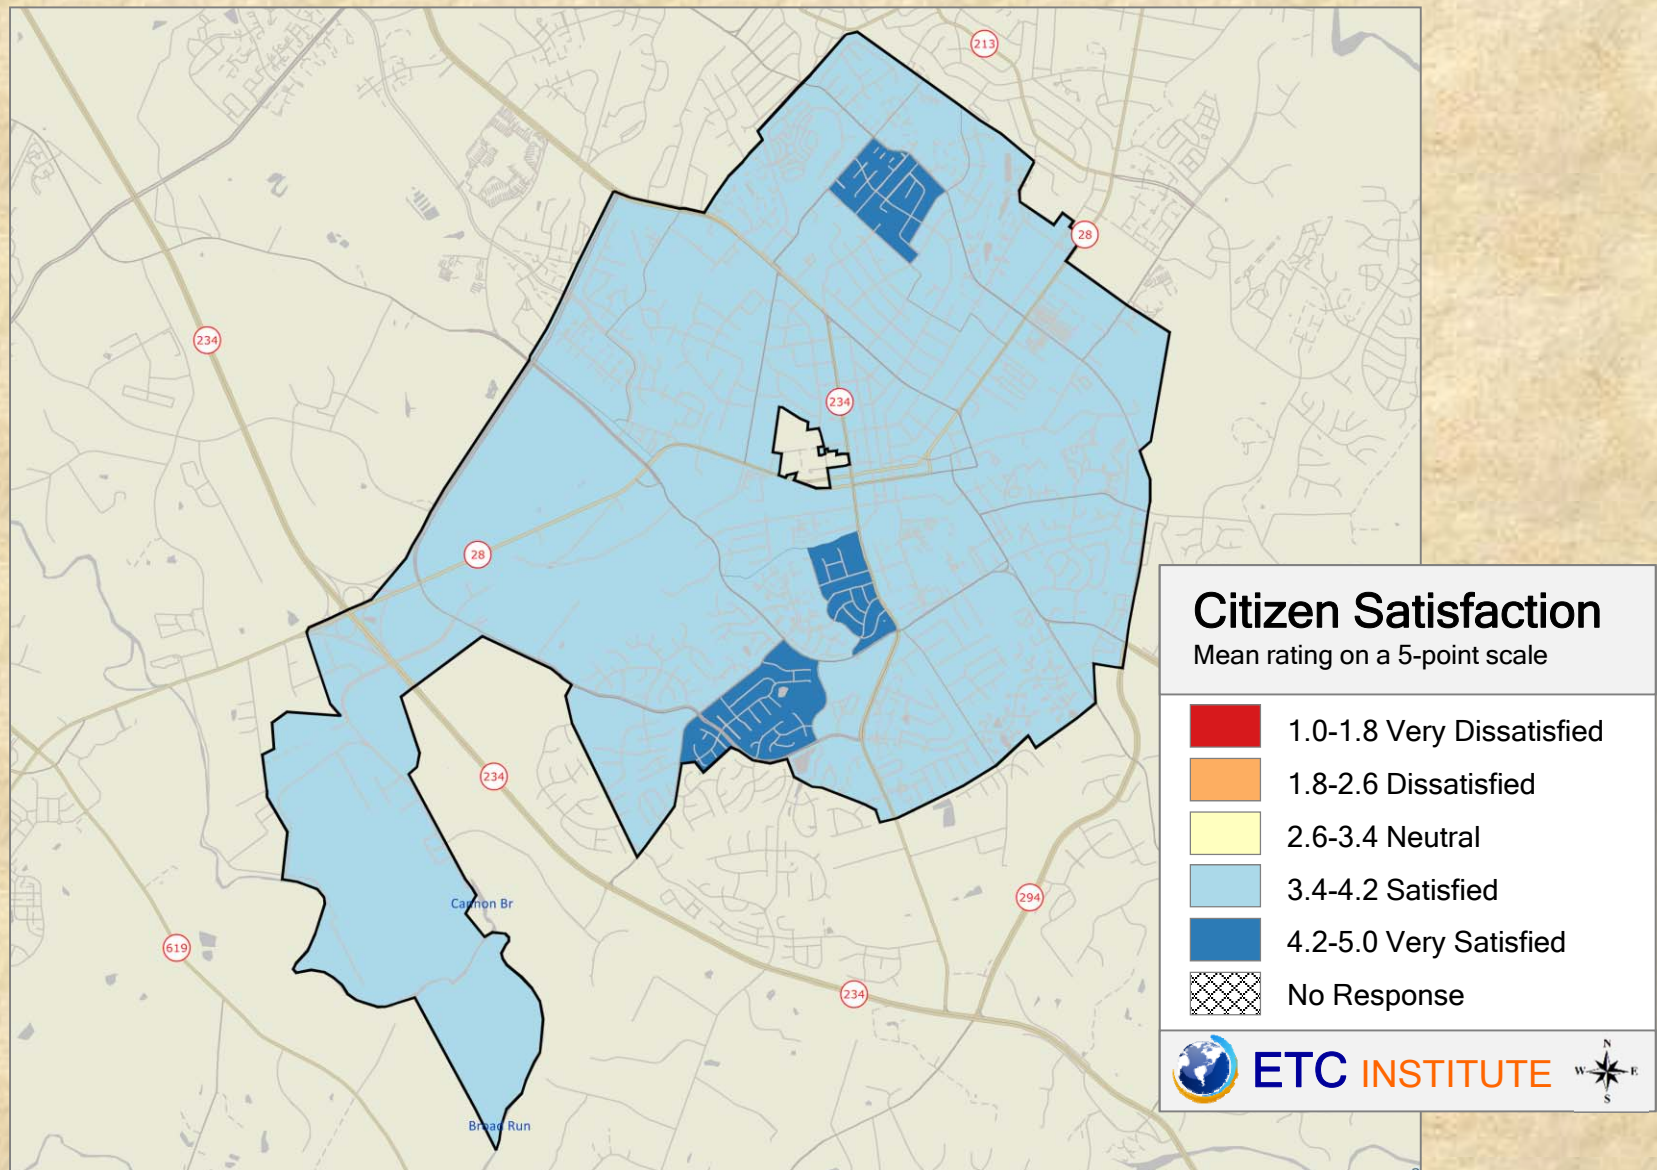 213
28
234
234
28
234
Cannon Br
294
619
234
Broad Run
Citizen Satisfaction
Mean rating on a 5-point scale
1.0-1.8 Very Dissatisfied
1.8-2.6 Dissatisfied
2.6-3.4 Neutral
3.4-4.2 Satisfied
4.2-5.0 Very Satisfied
No Response
ETC INSTITUTE
N
W E
S